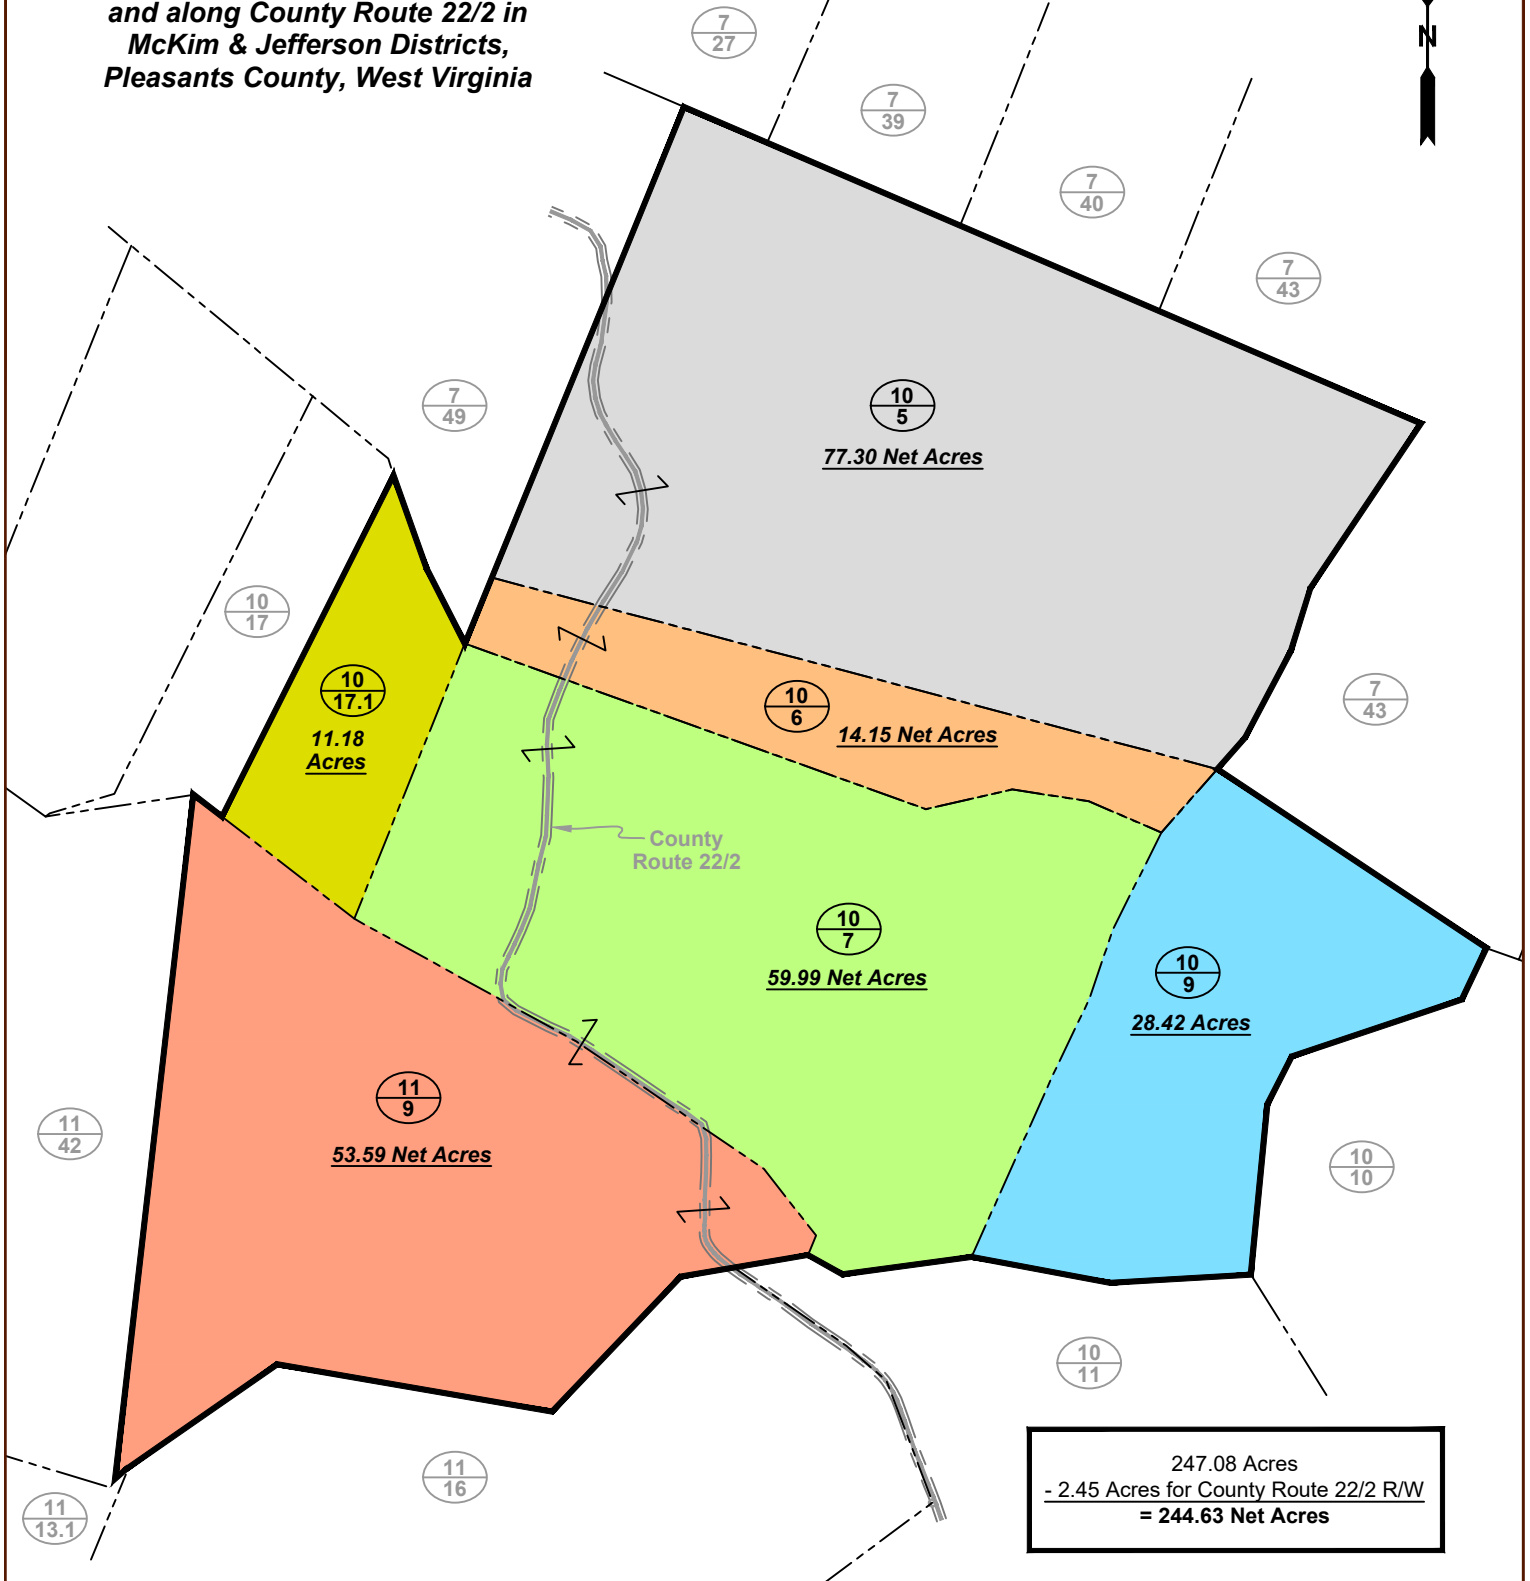 and along County Route 22/2 in
McKim & Jefferson Districts,
Pleasants County, West Virginia
N
7
27
7
39
7
40
7
43
7
49
10
5
77.30 Net Acres
10
17
10
17.1
11.18
Acres
10
6
14.15 Net Acres
7
43
County
Route 22/2
10
7
59.99 Net Acres
10
9
28.42 Acres
11
9
53.59 Net Acres
11
42
10
10
10
11
11
16
11
13.1
247.08 Acres
- 2.45 Acres for County Route 22/2 R/W
= 244.63 Net Acres